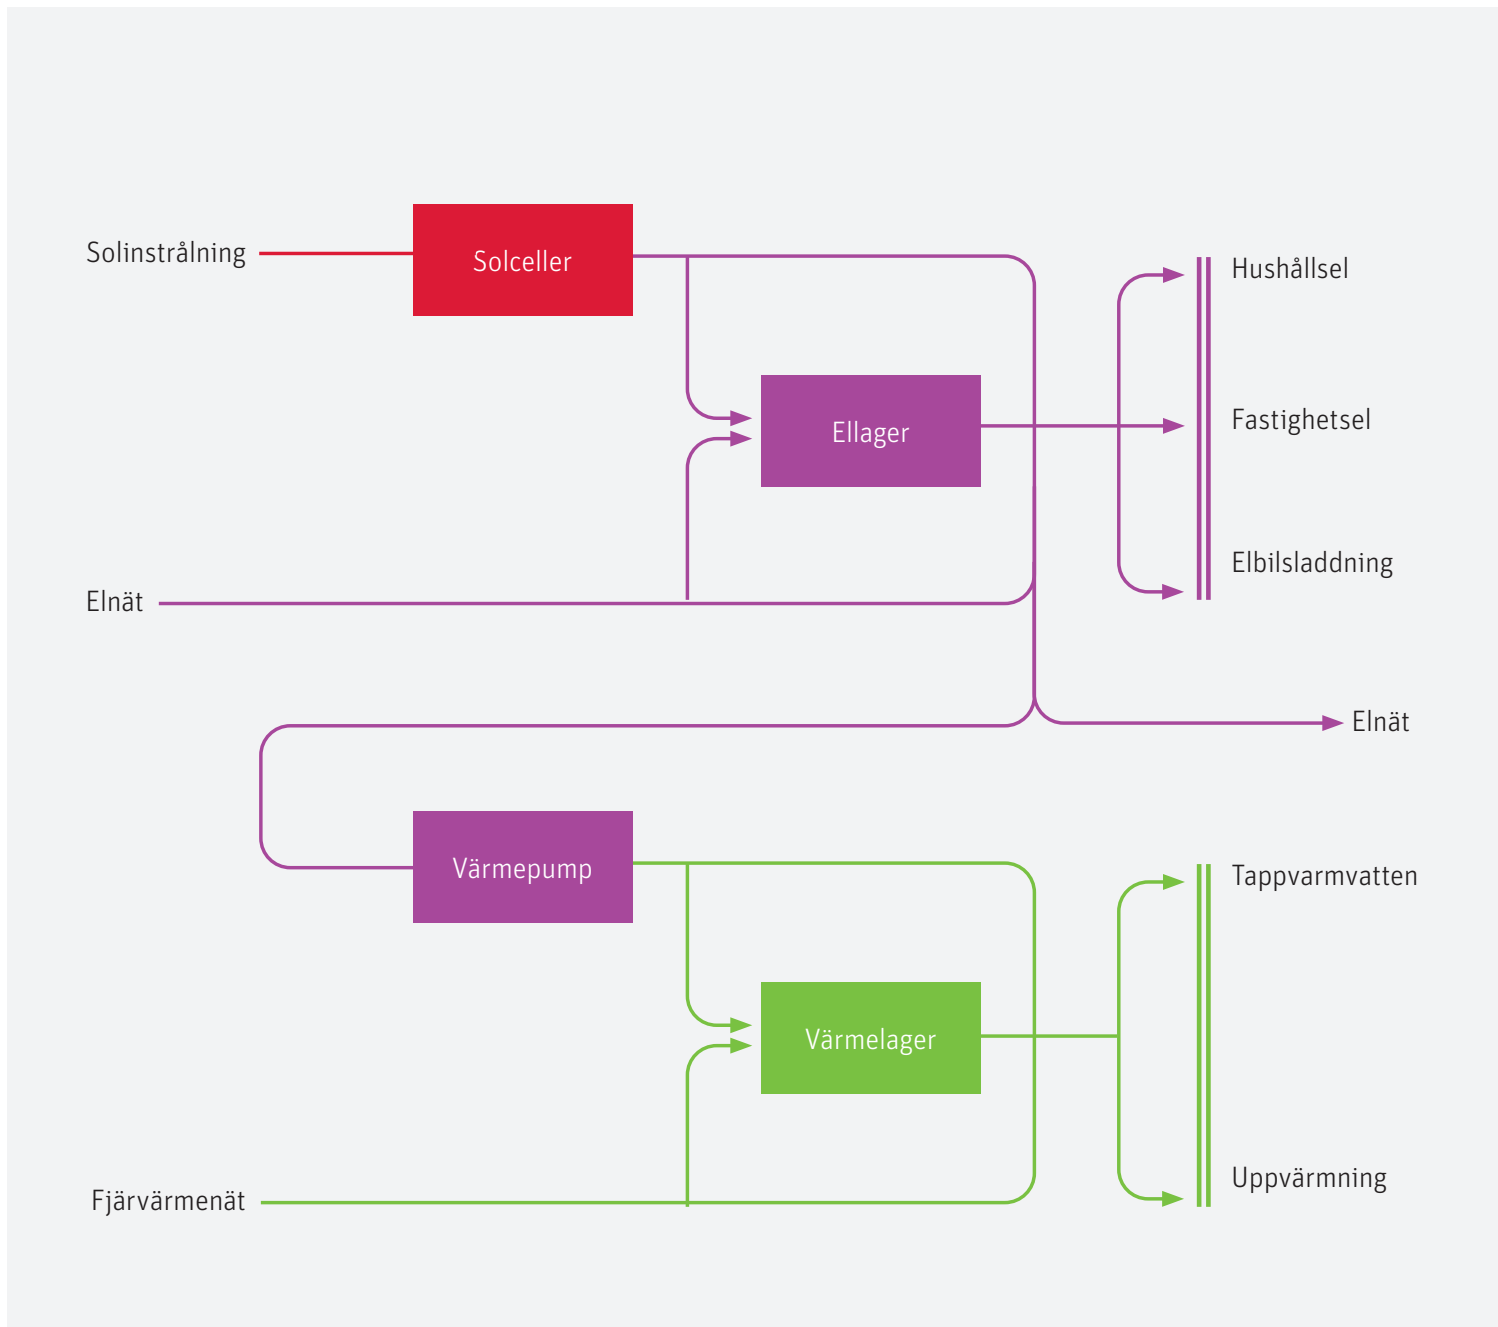 Solinstrålning
Solceller
Hushållsel
Ellager
Fastighetsel
Elbilsladdning
Elnät
Elnät
Värmepump
Tappvarmvatten
Värmelager
Fjärvärmenät
Uppvärmning